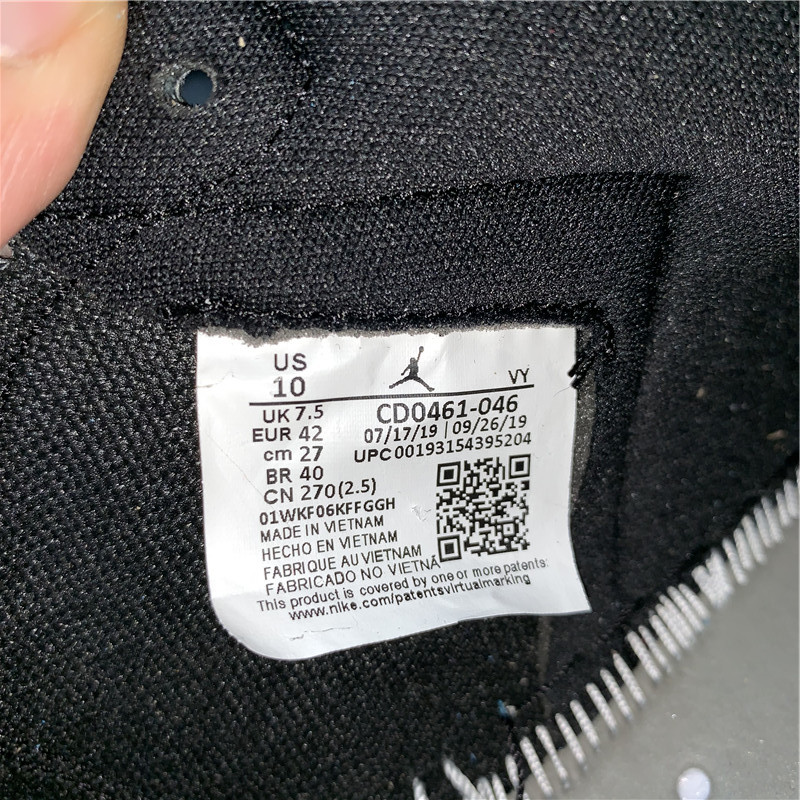 US
10
VY
UK 7.5
EUR 42
cm 27
BR 40
CN 270(2.5)
CD0461-046
07/17/19 | 09/26/19
UPC00193154395204
01WKF06KFFGGH
MADE IN VIETNAM
HECHO EN VIETNAM
FABRIQUE AU VIETNAM
FABRICADO NO VIETNÃ
This product is covered by one or more patents:
www.nike.com/patentsvirtualmarking